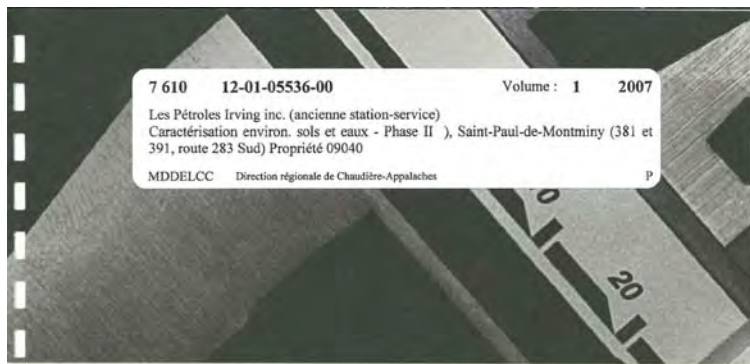 7 610 12-01-05536-00 Volume : 1 2007
Les Pétroles Irving inc. (ancienne station-service)
Caractérisation environ. sols et eaux - Phase II ), Saint-Paul-de-Montminy (381 et
391, route 283 Sud) Propriété 09040
MDDELCC Direction régionale de Chaudière-Appalaches P
20